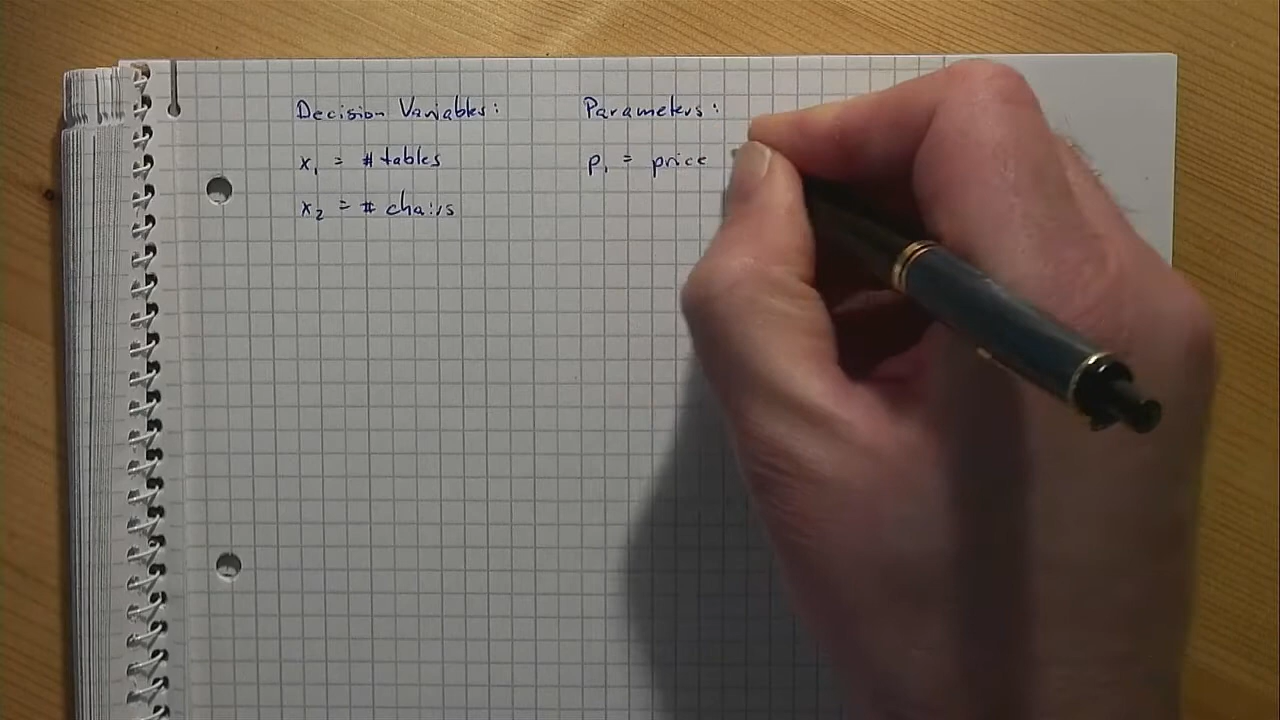 Decision Variables:
x₁ = # tables
x₂ = # chairs
Parameters:
p₁ = price